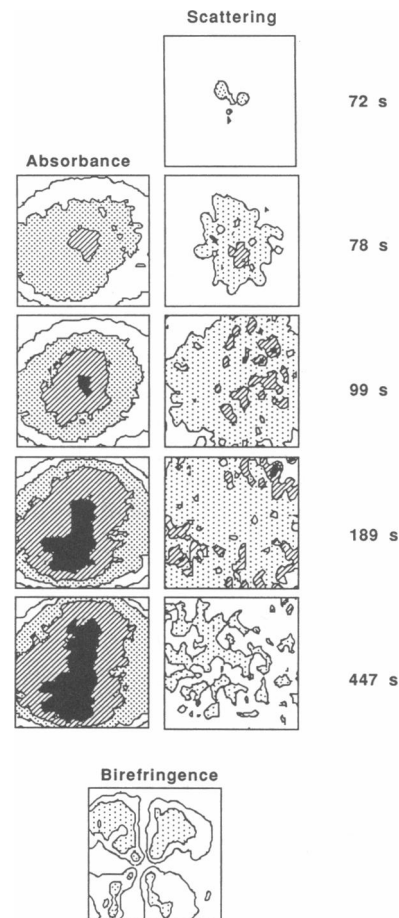 Scattering
72 s
Absorbance
78 s
99 s
189 s
447 s
Birefringence